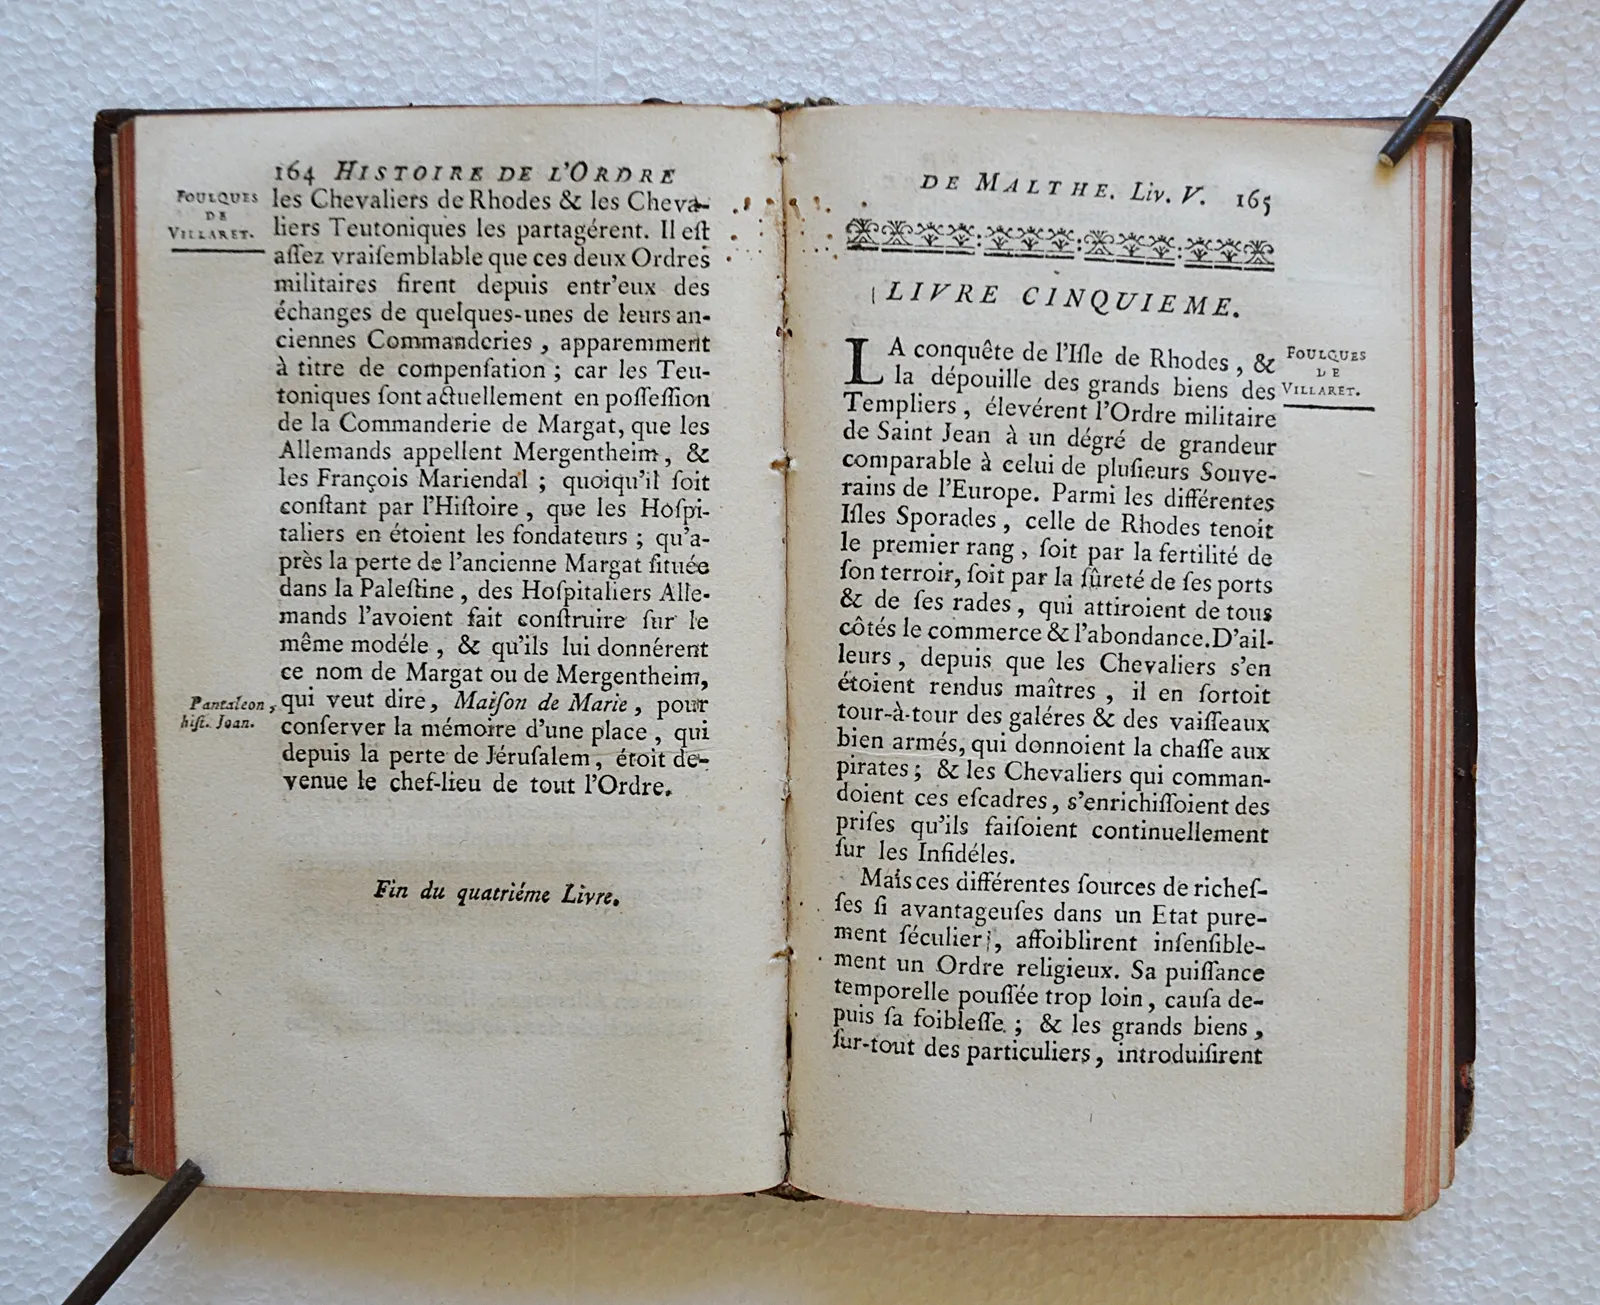 164 HISTOIRE DE L'ORDRE
FOULQUES
DE
VILLARET.
les Chevaliers de Rhodes & les Cheva-
liers Teutoniques les partagérent. Il eſt
aſſez vraiſemblable que ces deux Ordres
militaires firent depuis entr'eux des
échanges de quelques-unes de leurs an-
ciennes Commanderies, apparemment
à titre de compenſation; car les Teu-
toniques ſont actuellement en poſſeſſion
de la Commanderie de Margat, que les
Allemands appellent Mergentheim, &
les François Mariendal; quoiqu'il ſoit
conſtant par l'Hiſtoire, que les Hoſpi-
taliers en étoient les fondateurs; qu'a-
près la perte de l'ancienne Margat ſituée
dans la Paleſtine, des Hoſpitaliers Alle-
mands l'avoient fait conſtruire ſur le
même modéle, & qu'ils lui donnérent
ce nom de Margat ou de Mergentheim,
qui veut dire, Maiſon de Marie, pour
conſerver la mémoire d'une place, qui
depuis la perte de Jéruſalem, étoit de-
venue le chef-lieu de tout l'Ordre.
Pantaleon,
hiſt. Joan.
Fin du quatriéme Livre.
DE MALTHE. Liv. V. 165
LIVRE CINQUIEME.
FOULQUES
DE
VILLARET.
LA conquête de l'Iſle de Rhodes, &
la dépouille des grands biens des
Templiers, élevérent l'Ordre militaire
de Saint Jean à un dégré de grandeur
comparable à celui de pluſieurs Souve-
rains de l'Europe. Parmi les différentes
Iſles Sporades, celle de Rhodes tenoit
le premier rang, ſoit par la fertilité de
ſon terroir, ſoit par la ſûreté de ſes ports
& de ſes rades, qui attiroient de tous
côtés le commerce & l'abondance. D'ail-
leurs, depuis que les Chevaliers s'en
étoient rendus maîtres, il en ſortoit
tour-à-tour des galéres & des vaiſſeaux
bien armés, qui donnoient la chaſſe aux
pirates; & les Chevaliers qui comman-
doient ces eſcadres, s'enrichiſſoient des
priſes qu'ils faiſoient continuellement
ſur les Infidéles.
Mais ces différentes ſources de richeſ-
ſes ſi avantageuſes dans un Etat pure-
ment ſéculier, affoiblirent inſenſible-
ment un Ordre religieux. Sa puiſſance
temporelle pouſſée trop loin, cauſa de-
puis ſa foibleſſe; & les grands biens,
ſur-tout des particuliers, introduiſirent